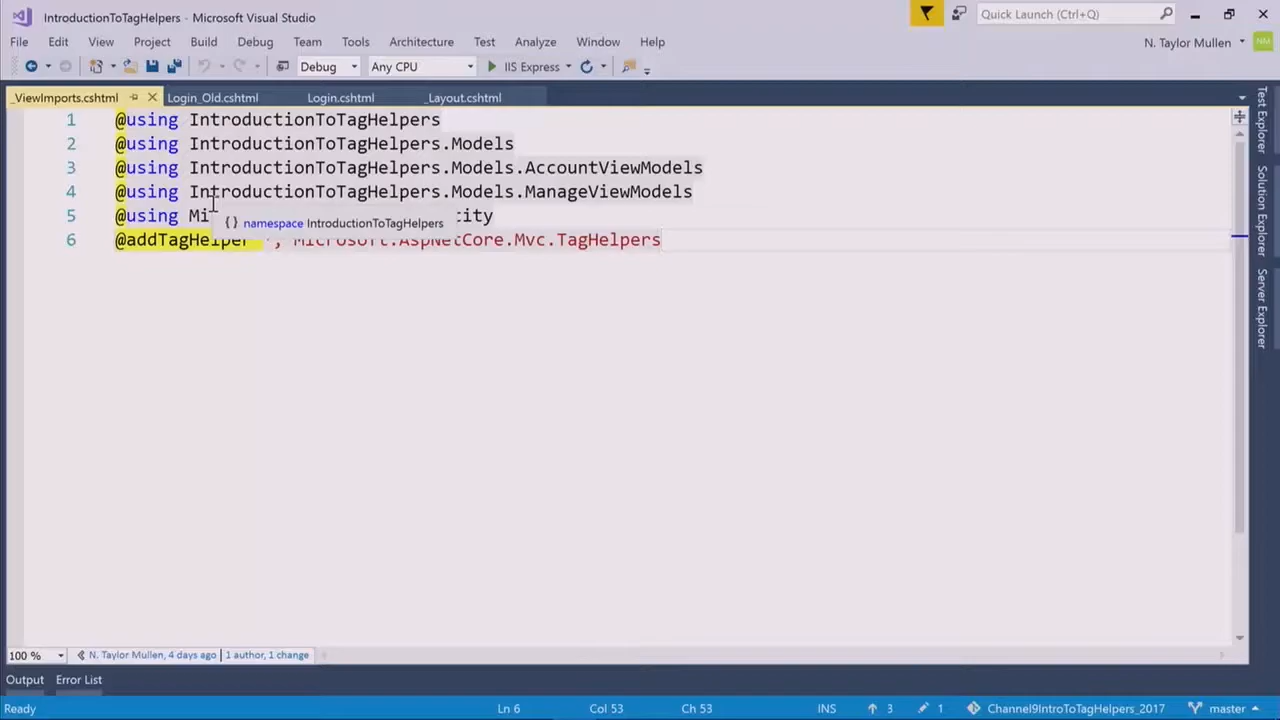 IntroductionToTagHelpers - Microsoft Visual Studio
Quick Launch (Ctrl+Q)
File Edit View Project Build Debug Team Tools Architecture Test Analyze Window Help
N. Taylor Mullen NM
Debug Any CPU IIS Express
_ViewImports.cshtml Login_Old.cshtml Login.cshtml _Layout.cshtml
1 @using IntroductionToTagHelpers
2 @using IntroductionToTagHelpers.Models
3 @using IntroductionToTagHelpers.Models.AccountViewModels
4 @using IntroductionToTagHelpers.Models.ManageViewModels
5 @using Mi city
{ } namespace IntroductionToTagHelpers
6 @addTagHelper *, Microsoft.AspNetCore.Mvc.TagHelpers
Test Explorer
Solution Explorer
Server Explorer
100 % N. Taylor Mullen, 4 days ago | 1 author, 1 change
Output Error List
Ready Ln 6 Col 53 Ch 53 INS 3 1 Channel9IntroToTagHelpers_2017 master